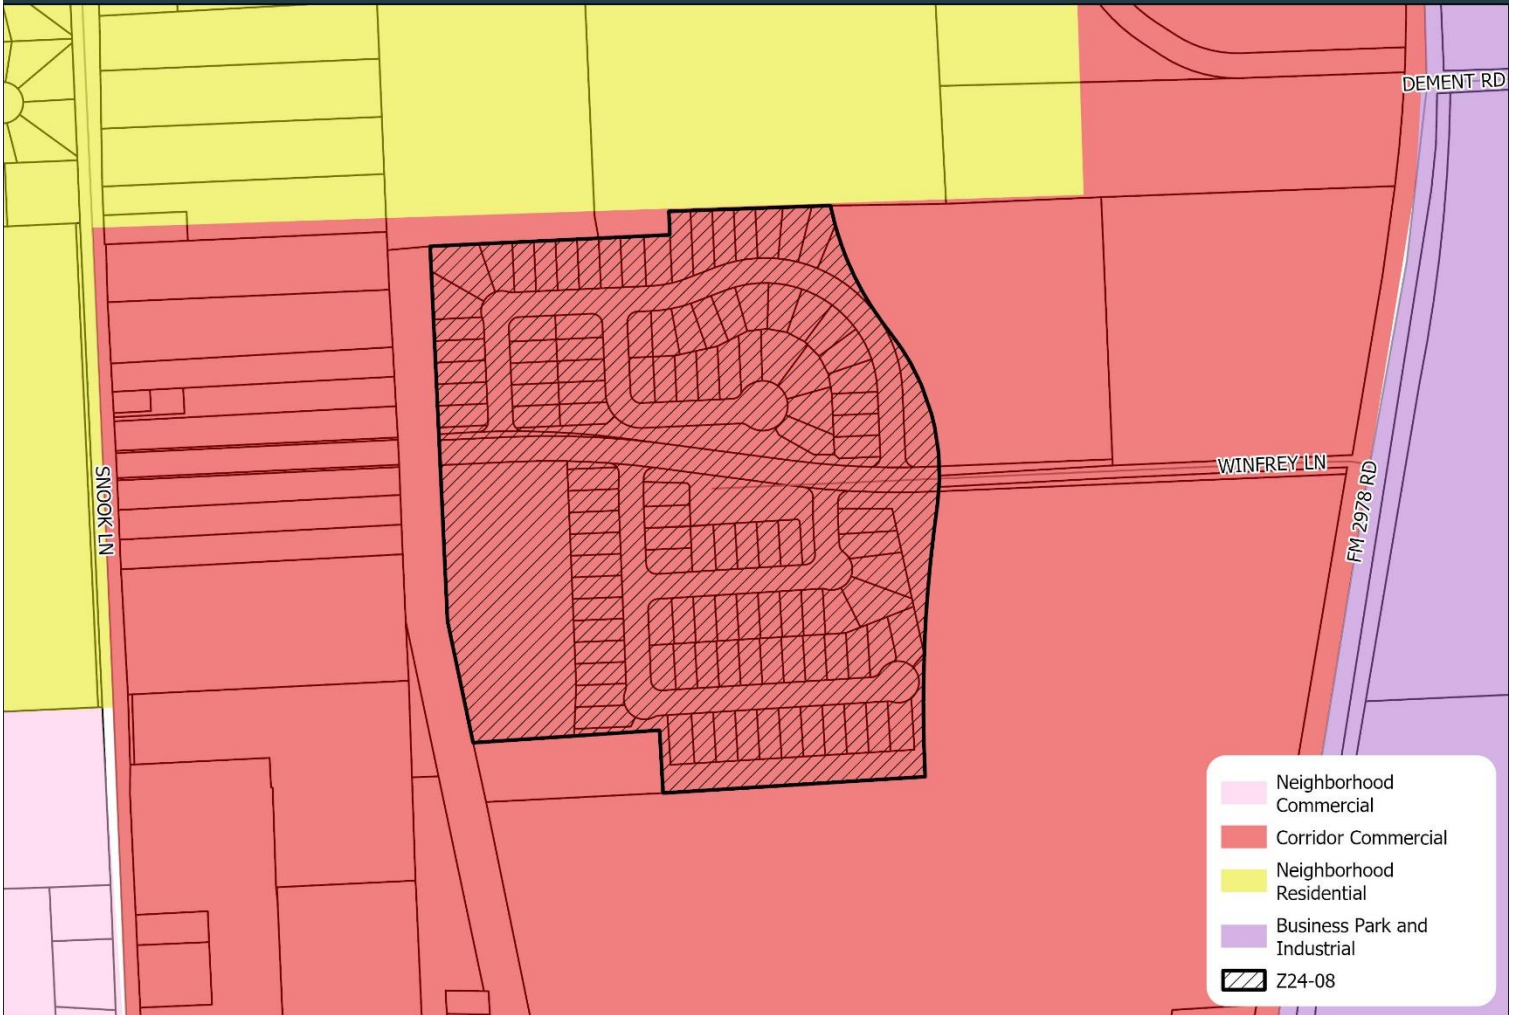 DEMENT RD
WINFREY LN
SNOOK LN
FM 2978 RD
Neighborhood
Commercial
Corridor Commercial
Neighborhood
Residential
Business Park and
Industrial
Z24-08